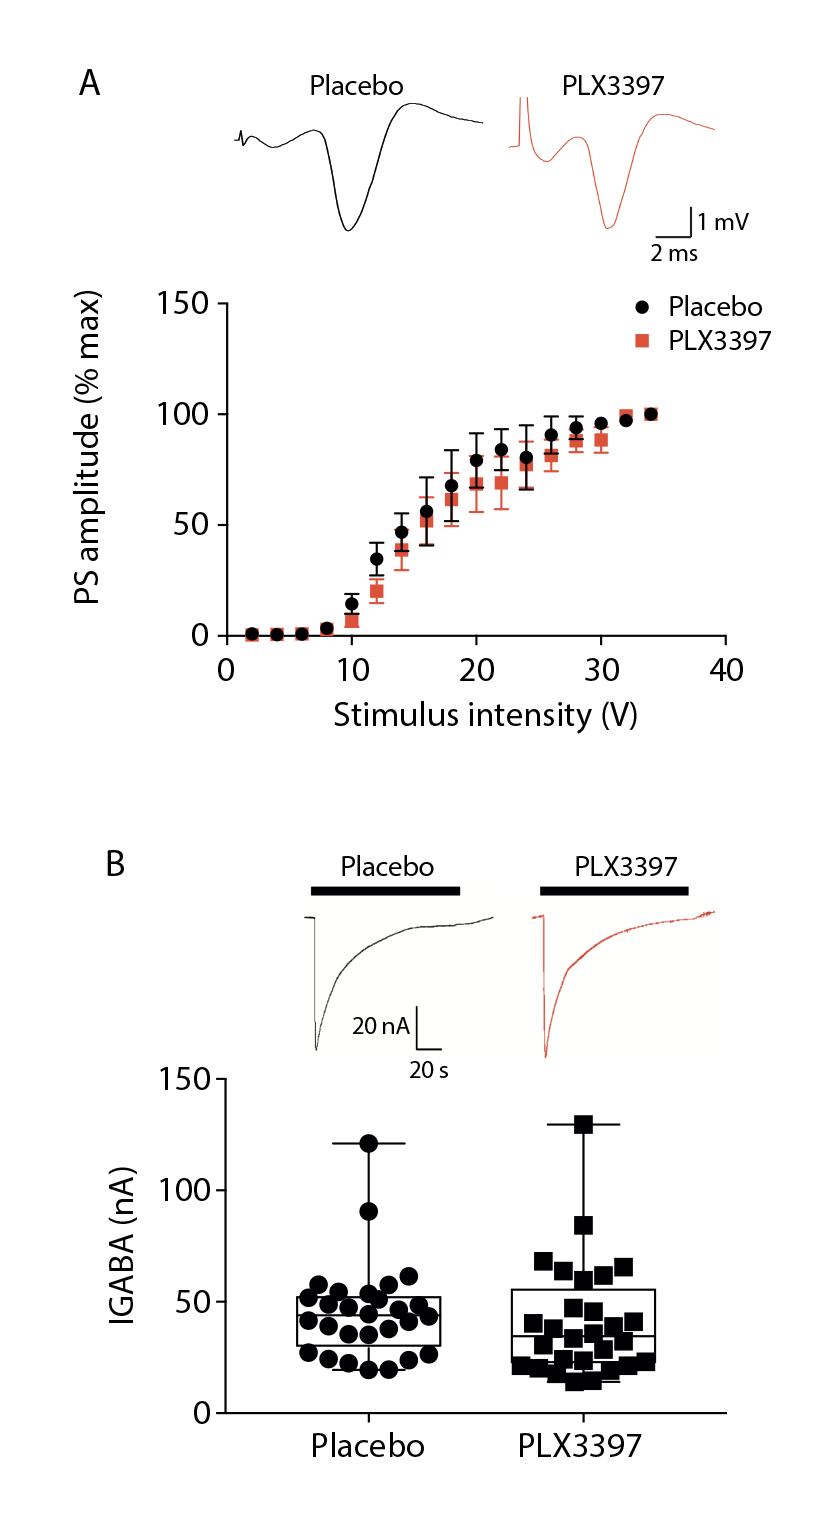 A
Placebo
PLX3397
1 mV
2 ms
PS amplitude (% max)
150
100
50
0
Placebo
PLX3397
0
10
20
30
40
Stimulus intensity (V)
B
Placebo
PLX3397
20 nA
20 s
IGABA (nA)
150
100
50
0
Placebo
PLX3397